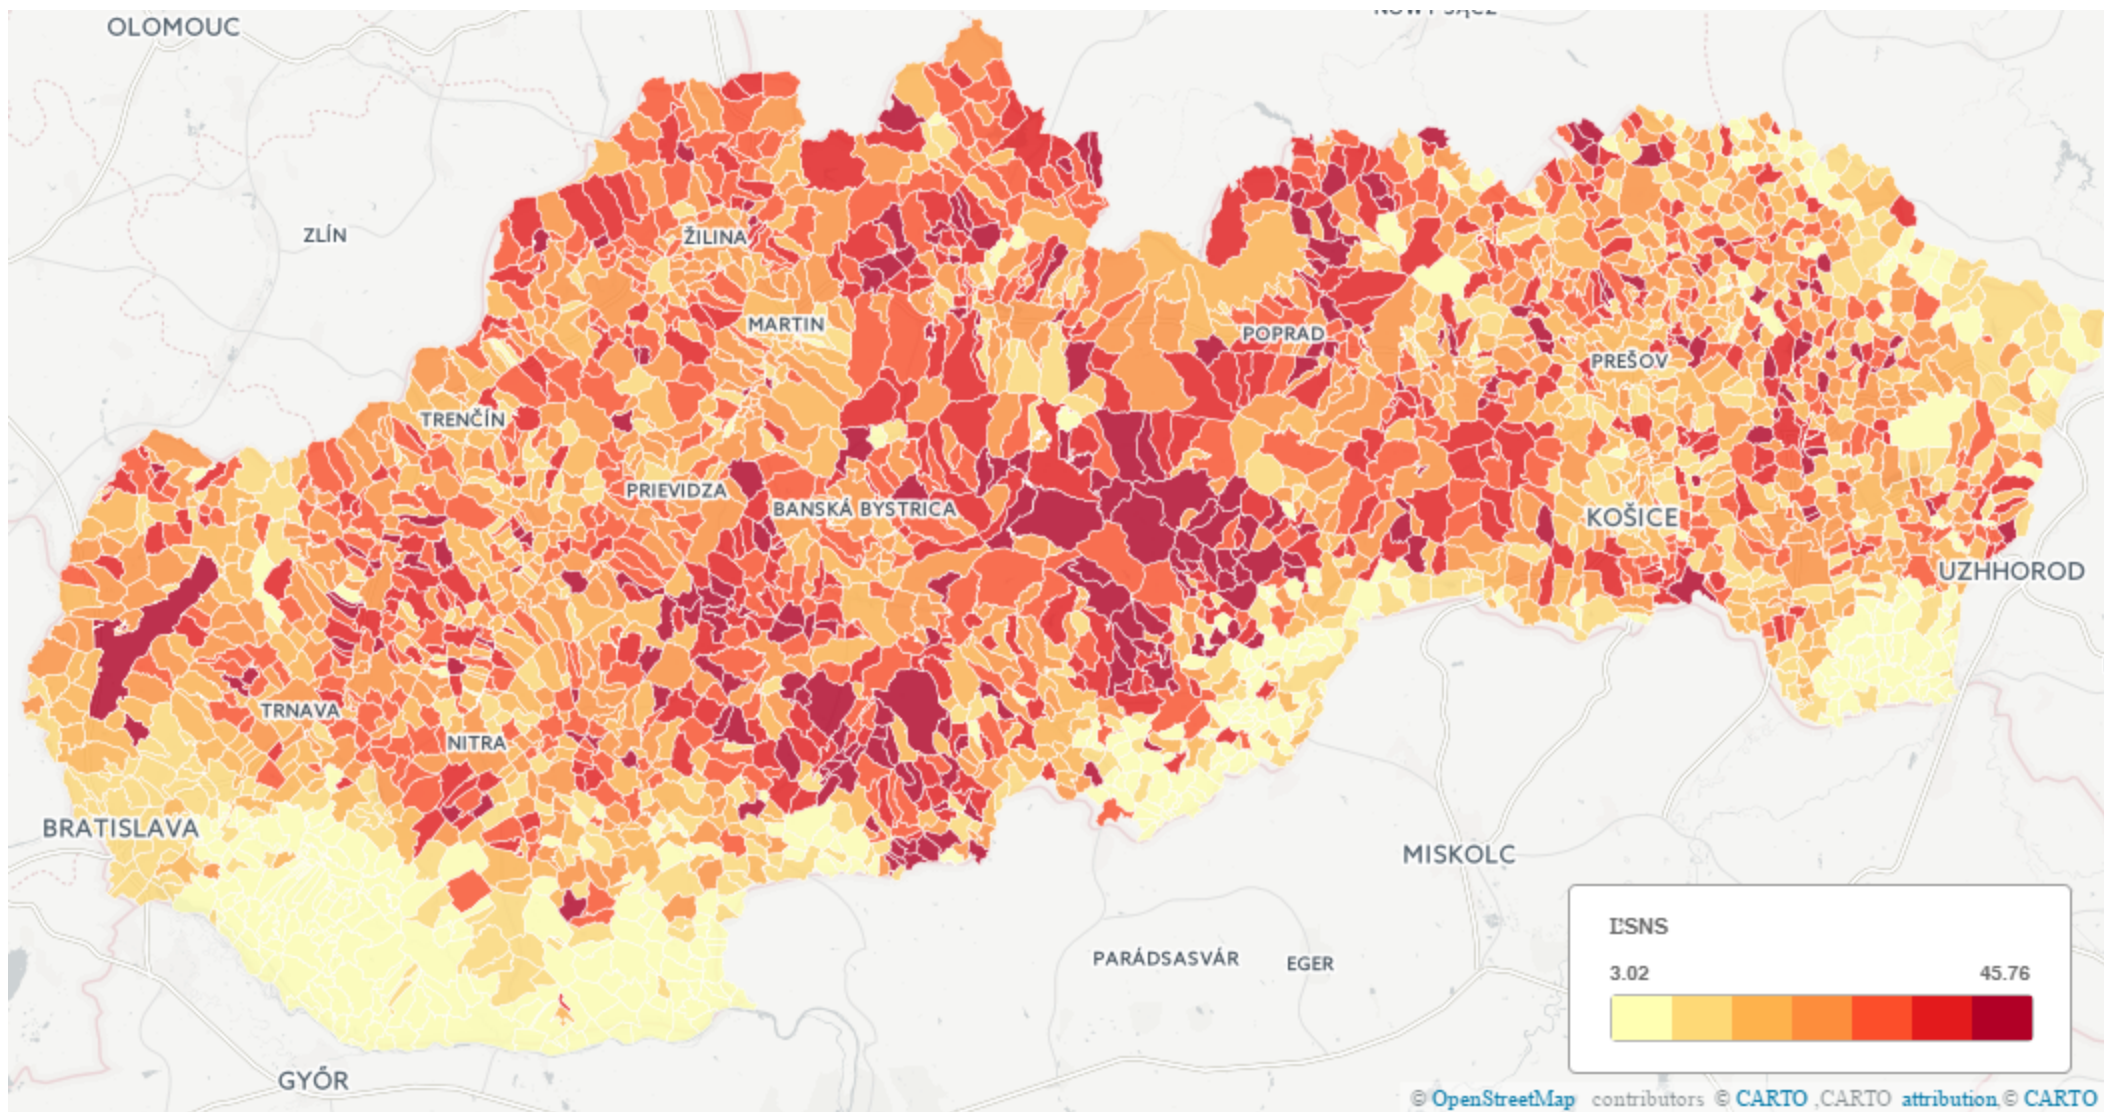 OLOMOUC
ZLÍN
ŽILINA
MARTIN
POPRAD
PREŠOV
TRENČÍN
PRIEVIDZA
BANSKÁ BYSTRICA
KOŠICE
UZHHOROD
TRNAVA
NITRA
BRATISLAVA
MISKOLC
PARÁDSASVÁR
EGER
GYŐR
ĽSNS
3.02 45.76
© OpenStreetMap contributors © CARTO ,CARTO attribution,© CARTO